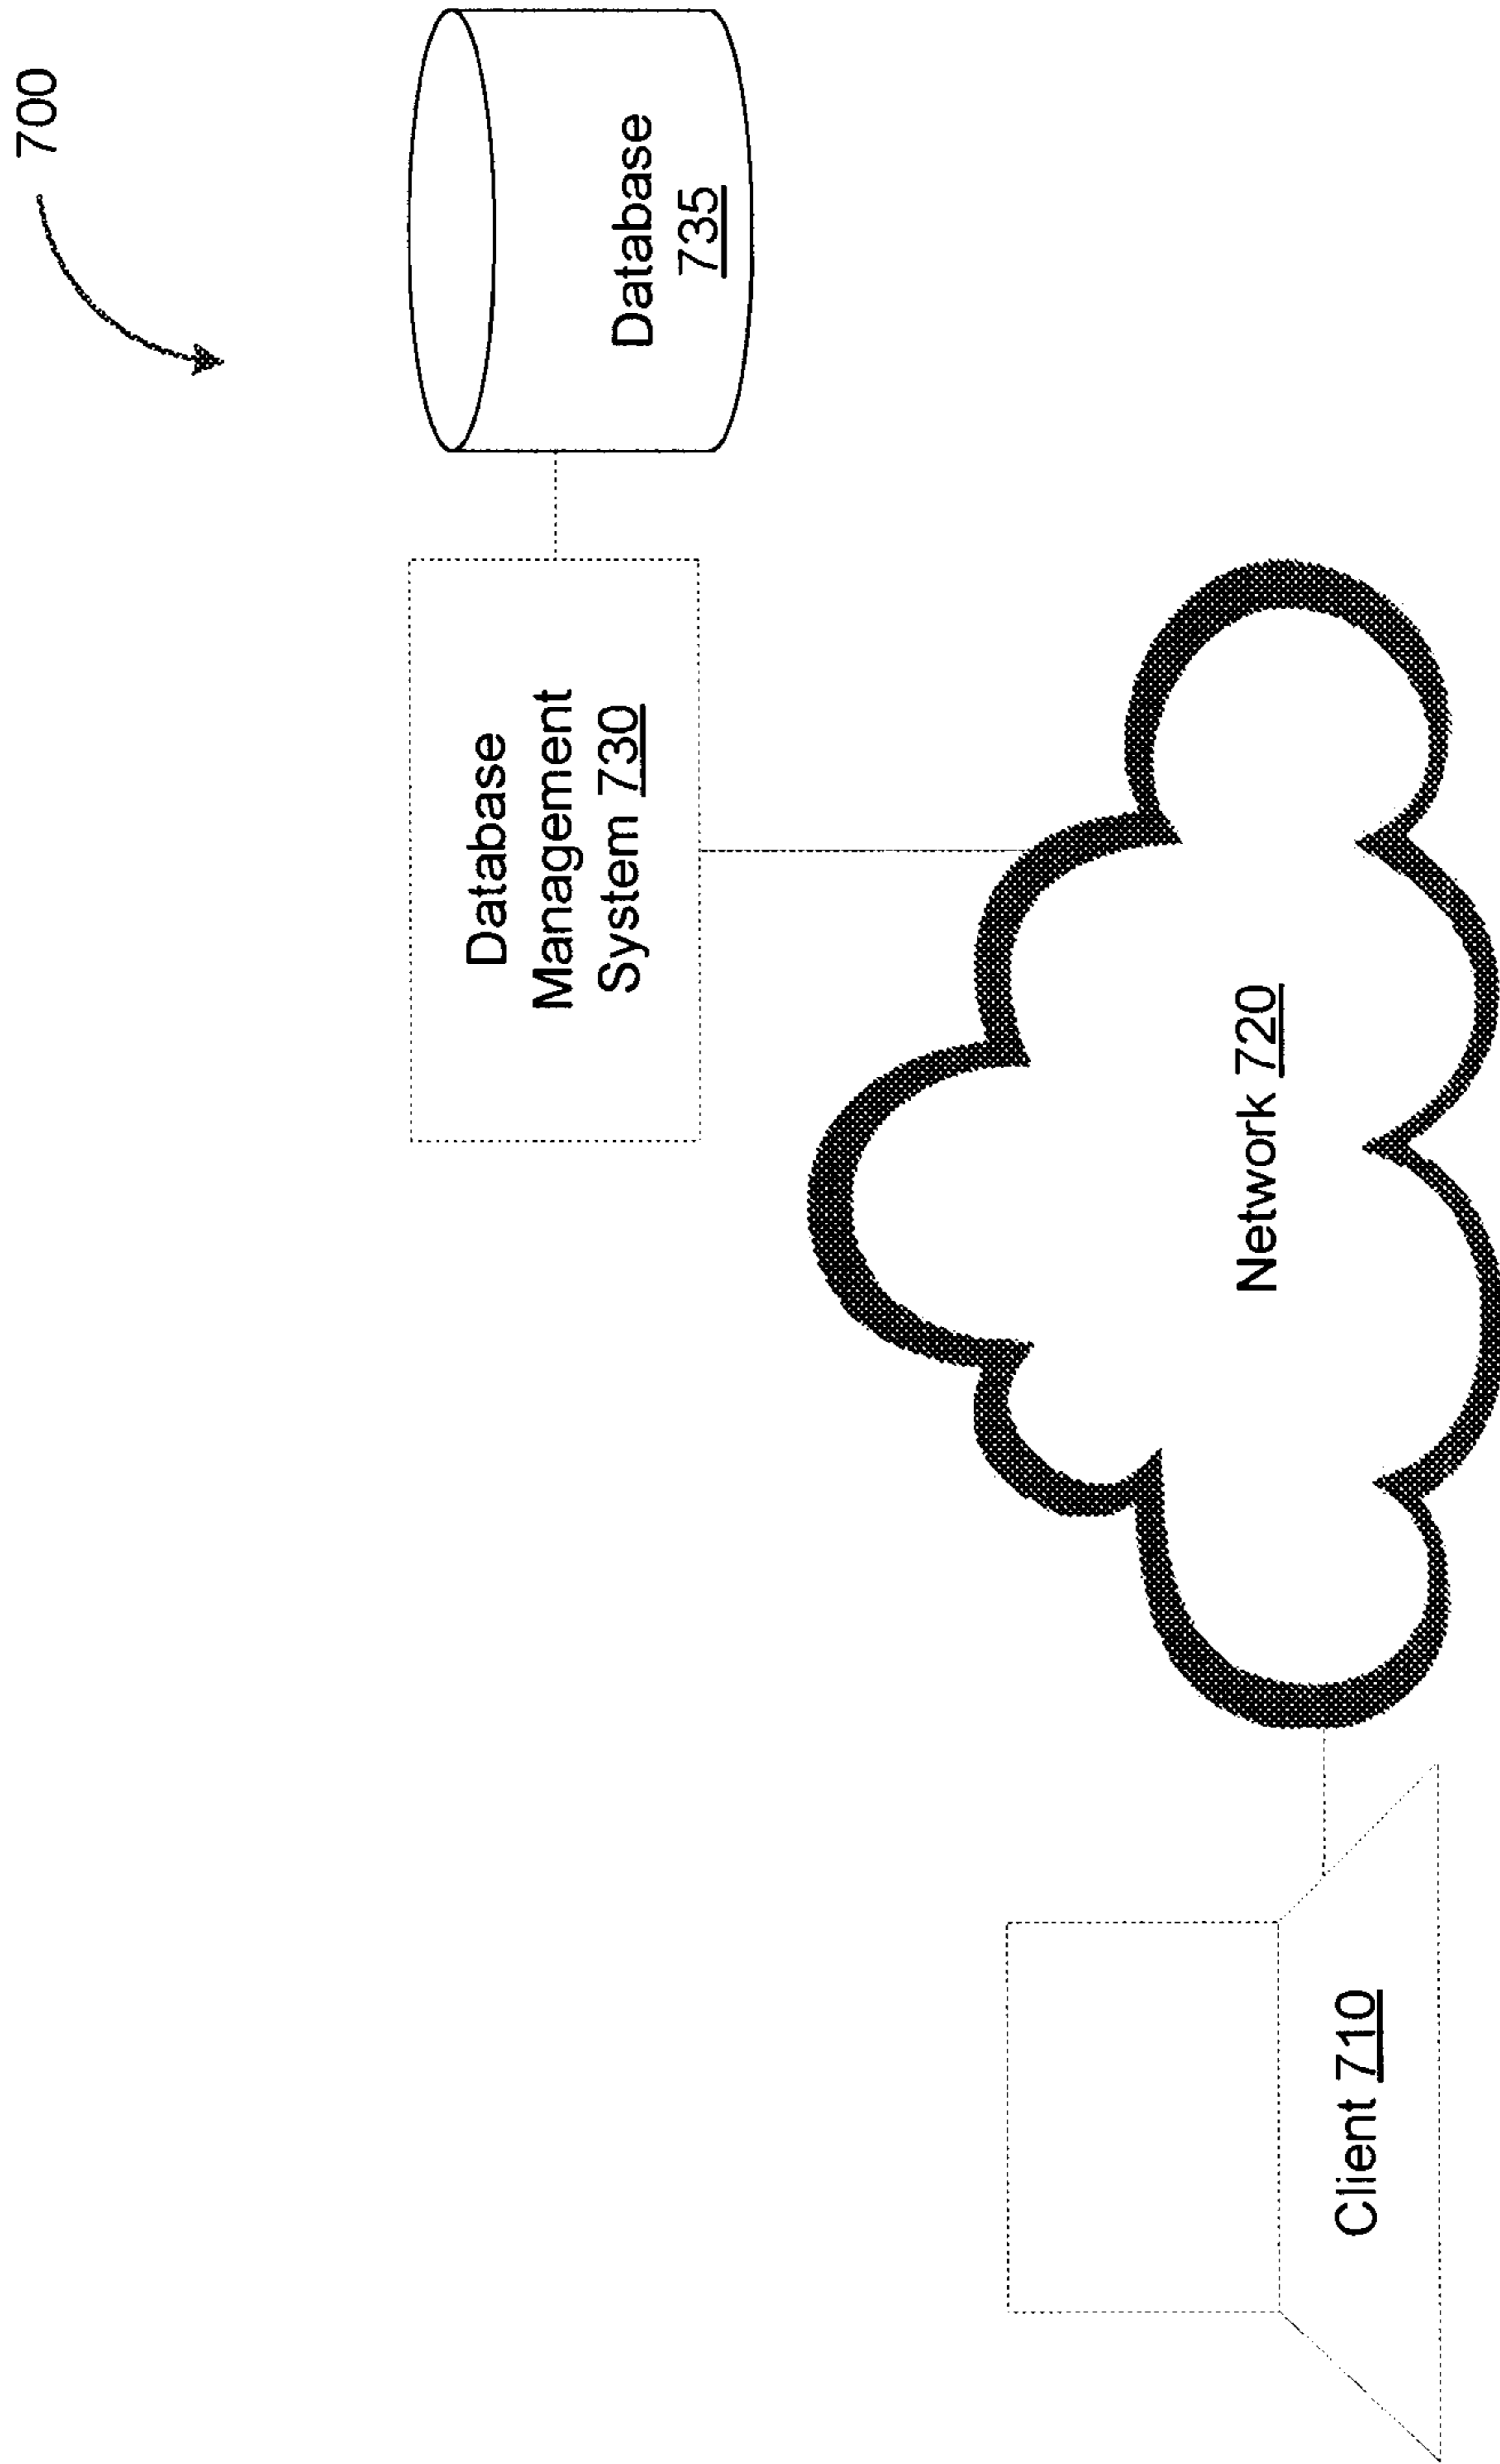 700
Database
735
Database
Management
System 730
Network 720
Client 710